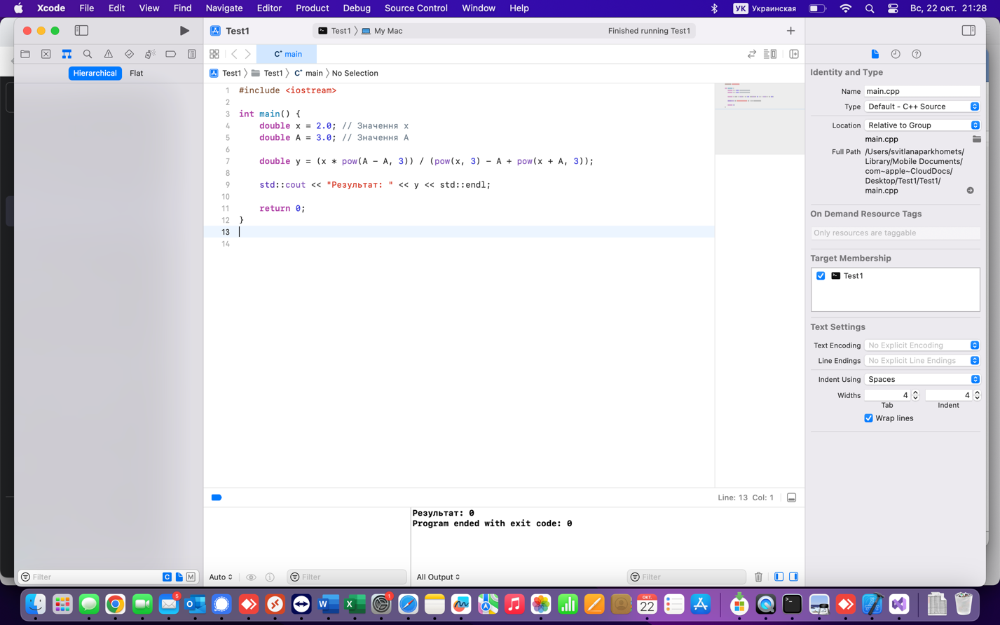 Xcode File Edit View Find Navigate Editor Product Debug Source Control Window Help УК Украинская Вс, 22 окт. 21:28
Test1 Test1 My Mac Finished running Test1
C+ main
Hierarchical Flat
Test1 Test1 C+ main No Selection
1 #include <iostream>
2
3 int main() {
4 double x = 2.0; // Значення x
5 double A = 3.0; // Значення A
6
7 double y = (x * pow(A - A, 3)) / (pow(x, 3) - A + pow(x + A, 3));
8
9 std::cout << "Результат: " << y << std::endl;
10
11 return 0;
12 }
13
14
Identity and Type
Name main.cpp
Type Default - C++ Source
Location Relative to Group
main.cpp
Full Path /Users/svitlanaparkhomets/
Library/Mobile Documents/
com~apple~CloudDocs/
Desktop/Test1/Test1/
main.cpp
On Demand Resource Tags
Only resources are taggable
Target Membership
Test1
Text Settings
Text Encoding No Explicit Encoding
Line Endings No Explicit Line Endings
Indent Using Spaces
Widths 4 4
Tab Indent
Wrap lines
Line: 13 Col: 1
Результат: 0
Program ended with exit code: 0
Filter C M
Auto Filter
All Output Filter
5 1 ОКТ. 22